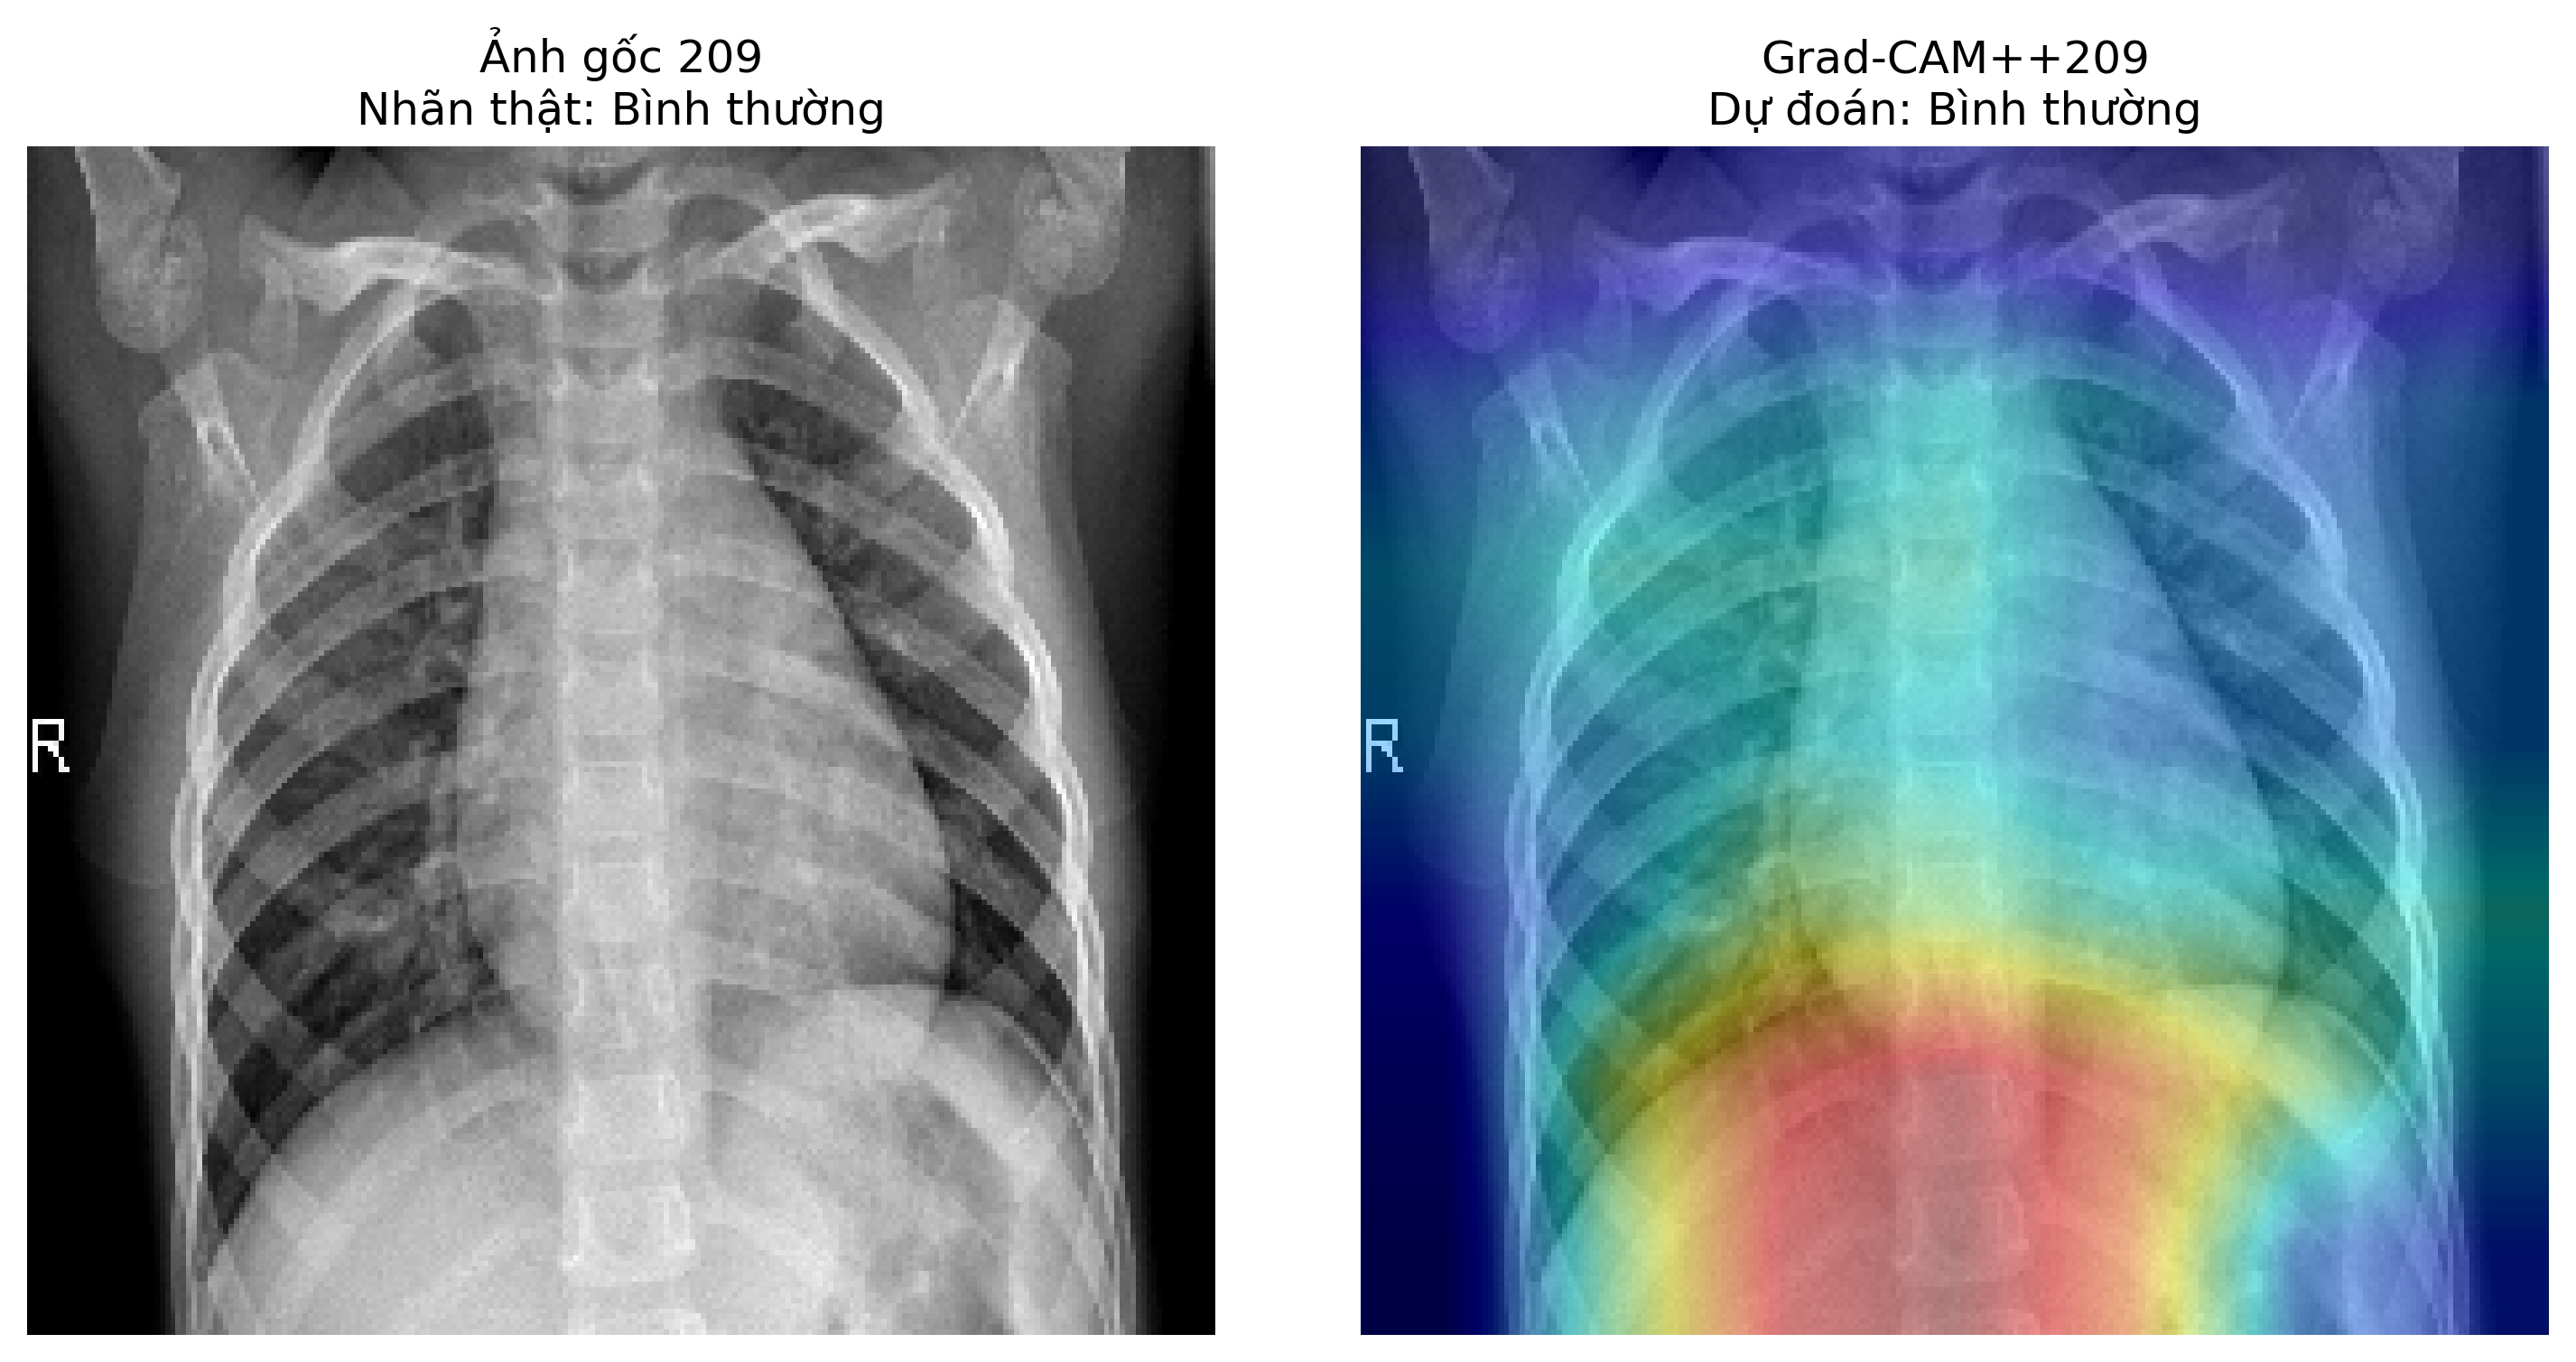 Ảnh gốc 209
Nhãn thật: Bình thường
Grad-CAM++209
Dự đoán: Bình thường
R
R